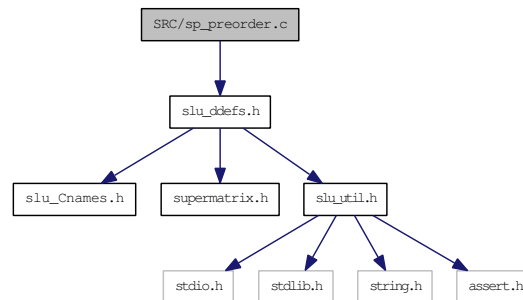 SRC/sp_preorder.c
slu_ddefs.h
slu_Cnames.h
supermatrix.h
slu_util.h
stdio.h
stdlib.h
string.h
assert.h